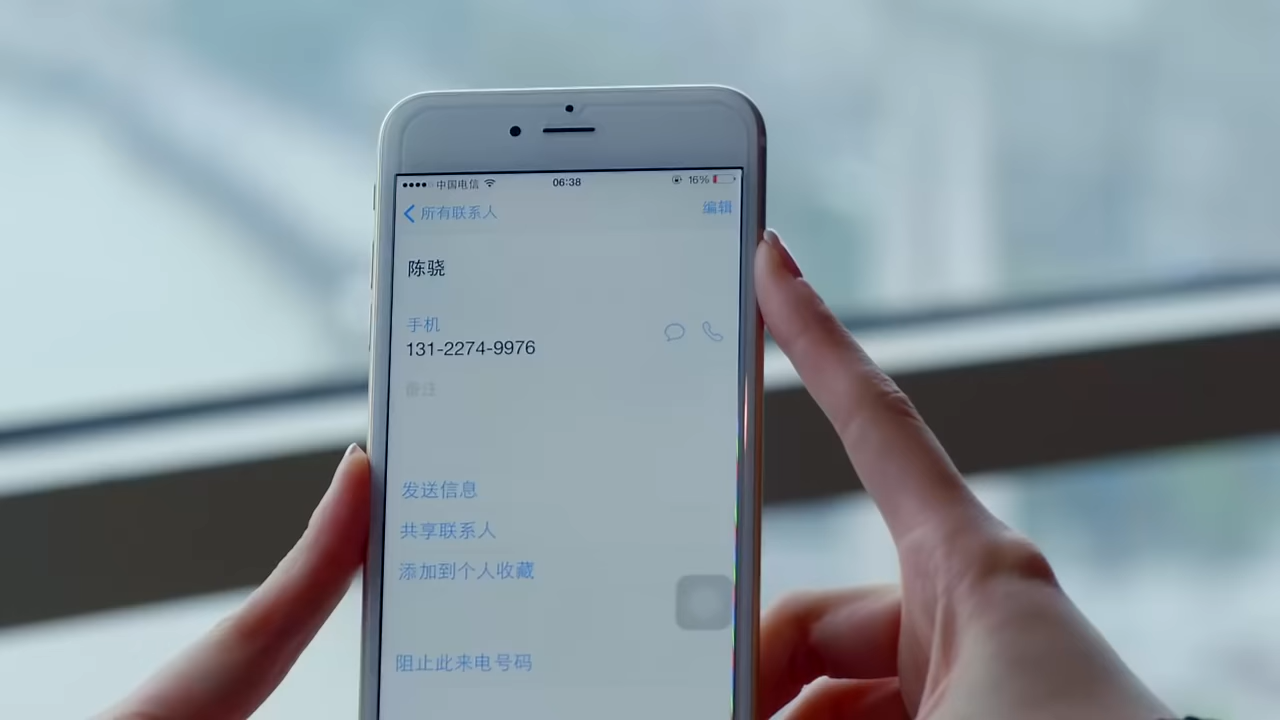 中国电信 06:38 16%
所有联系人 编辑
陈骁
手机
131-2274-9976
备注
发送信息
共享联系人
添加到个人收藏
阻止此来电号码